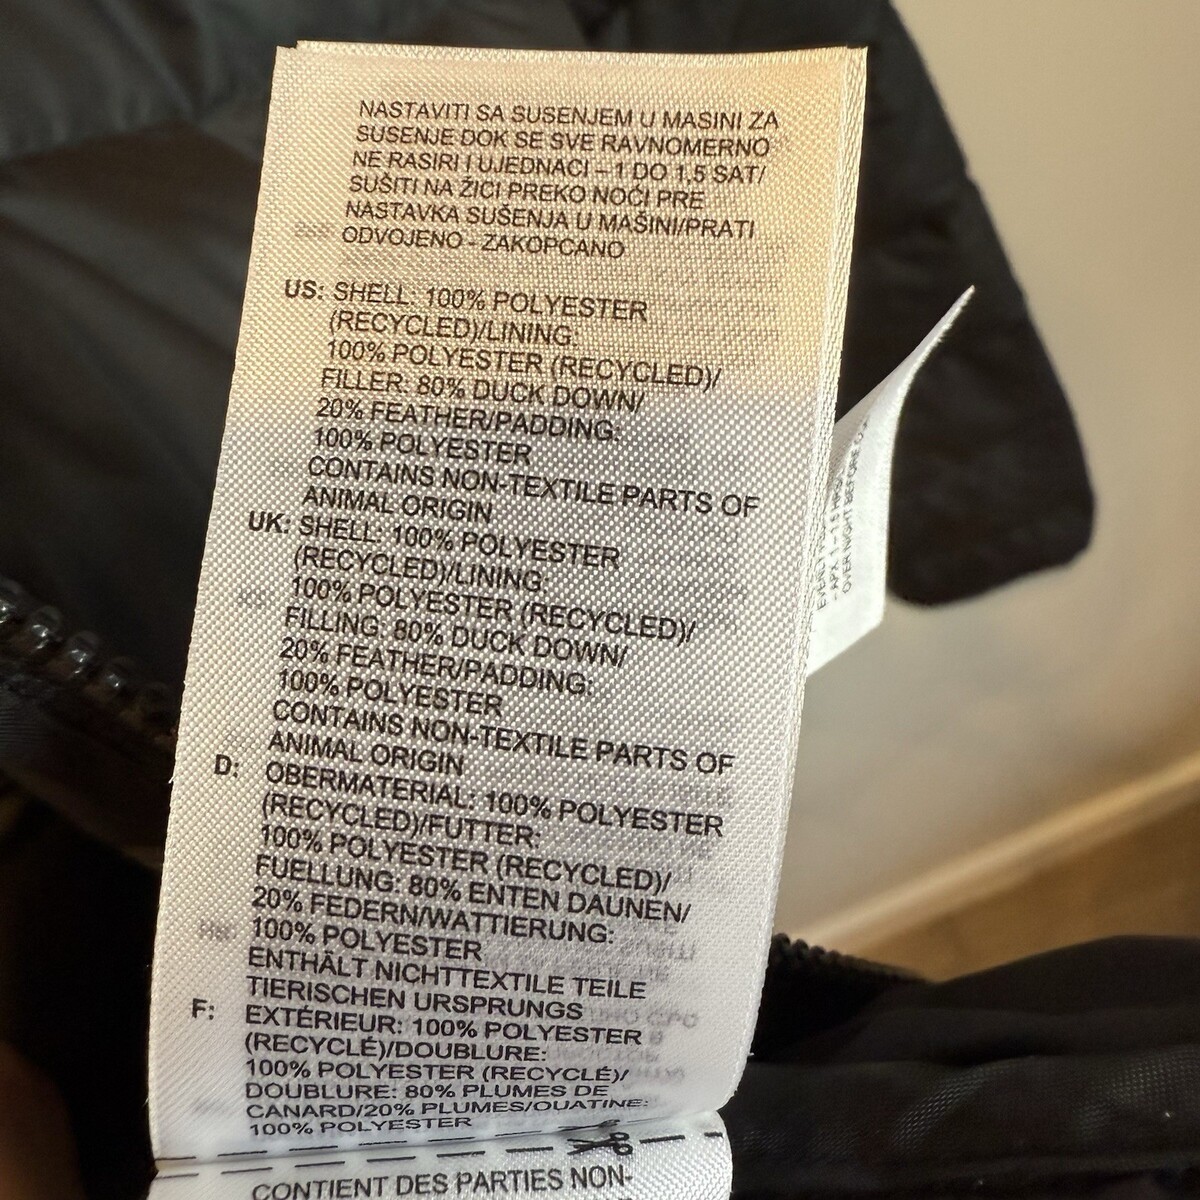 NASTAVITI SA SUSENJEM U MASINI ZA
SUSENJE DOK SE SVE RAVNOMERNO
NE RASIRI I UJEDNACI – 1 DO 1,5 SAT/
SUŠITI NA ŽICI PREKO NOĆI PRE
NASTAVKA SUŠENJA U MAŠINI/PRATI
ODVOJENO - ZAKOPCANO
US: SHELL: 100% POLYESTER
(RECYCLED)/LINING:
100% POLYESTER (RECYCLED)/
FILLER: 80% DUCK DOWN/
20% FEATHER/PADDING:
100% POLYESTER
CONTAINS NON-TEXTILE PARTS OF
ANIMAL ORIGIN
UK: SHELL: 100% POLYESTER
(RECYCLED)/LINING:
100% POLYESTER (RECYCLED)/
FILLING: 80% DUCK DOWN/
20% FEATHER/PADDING:
100% POLYESTER
CONTAINS NON-TEXTILE PARTS OF
ANIMAL ORIGIN
D: OBERMATERIAL: 100% POLYESTER
(RECYCLED)/FUTTER:
100% POLYESTER (RECYCLED)/
FUELLUNG: 80% ENTEN DAUNEN/
20% FEDERN/WATTIERUNG:
100% POLYESTER
ENTHÄLT NICHTTEXTILE TEILE
TIERISCHEN URSPRUNGS
F: EXTÉRIEUR: 100% POLYESTER
(RECYCLÉ)/DOUBLURE:
100% POLYESTER (RECYCLÉ)/
DOUBLURE: 80% PLUMES DE
CANARD/20% PLUMES/OUATINE:
100% POLYESTER
CONTIENT DES PARTIES NON-
OVERNIGHT BEFORE